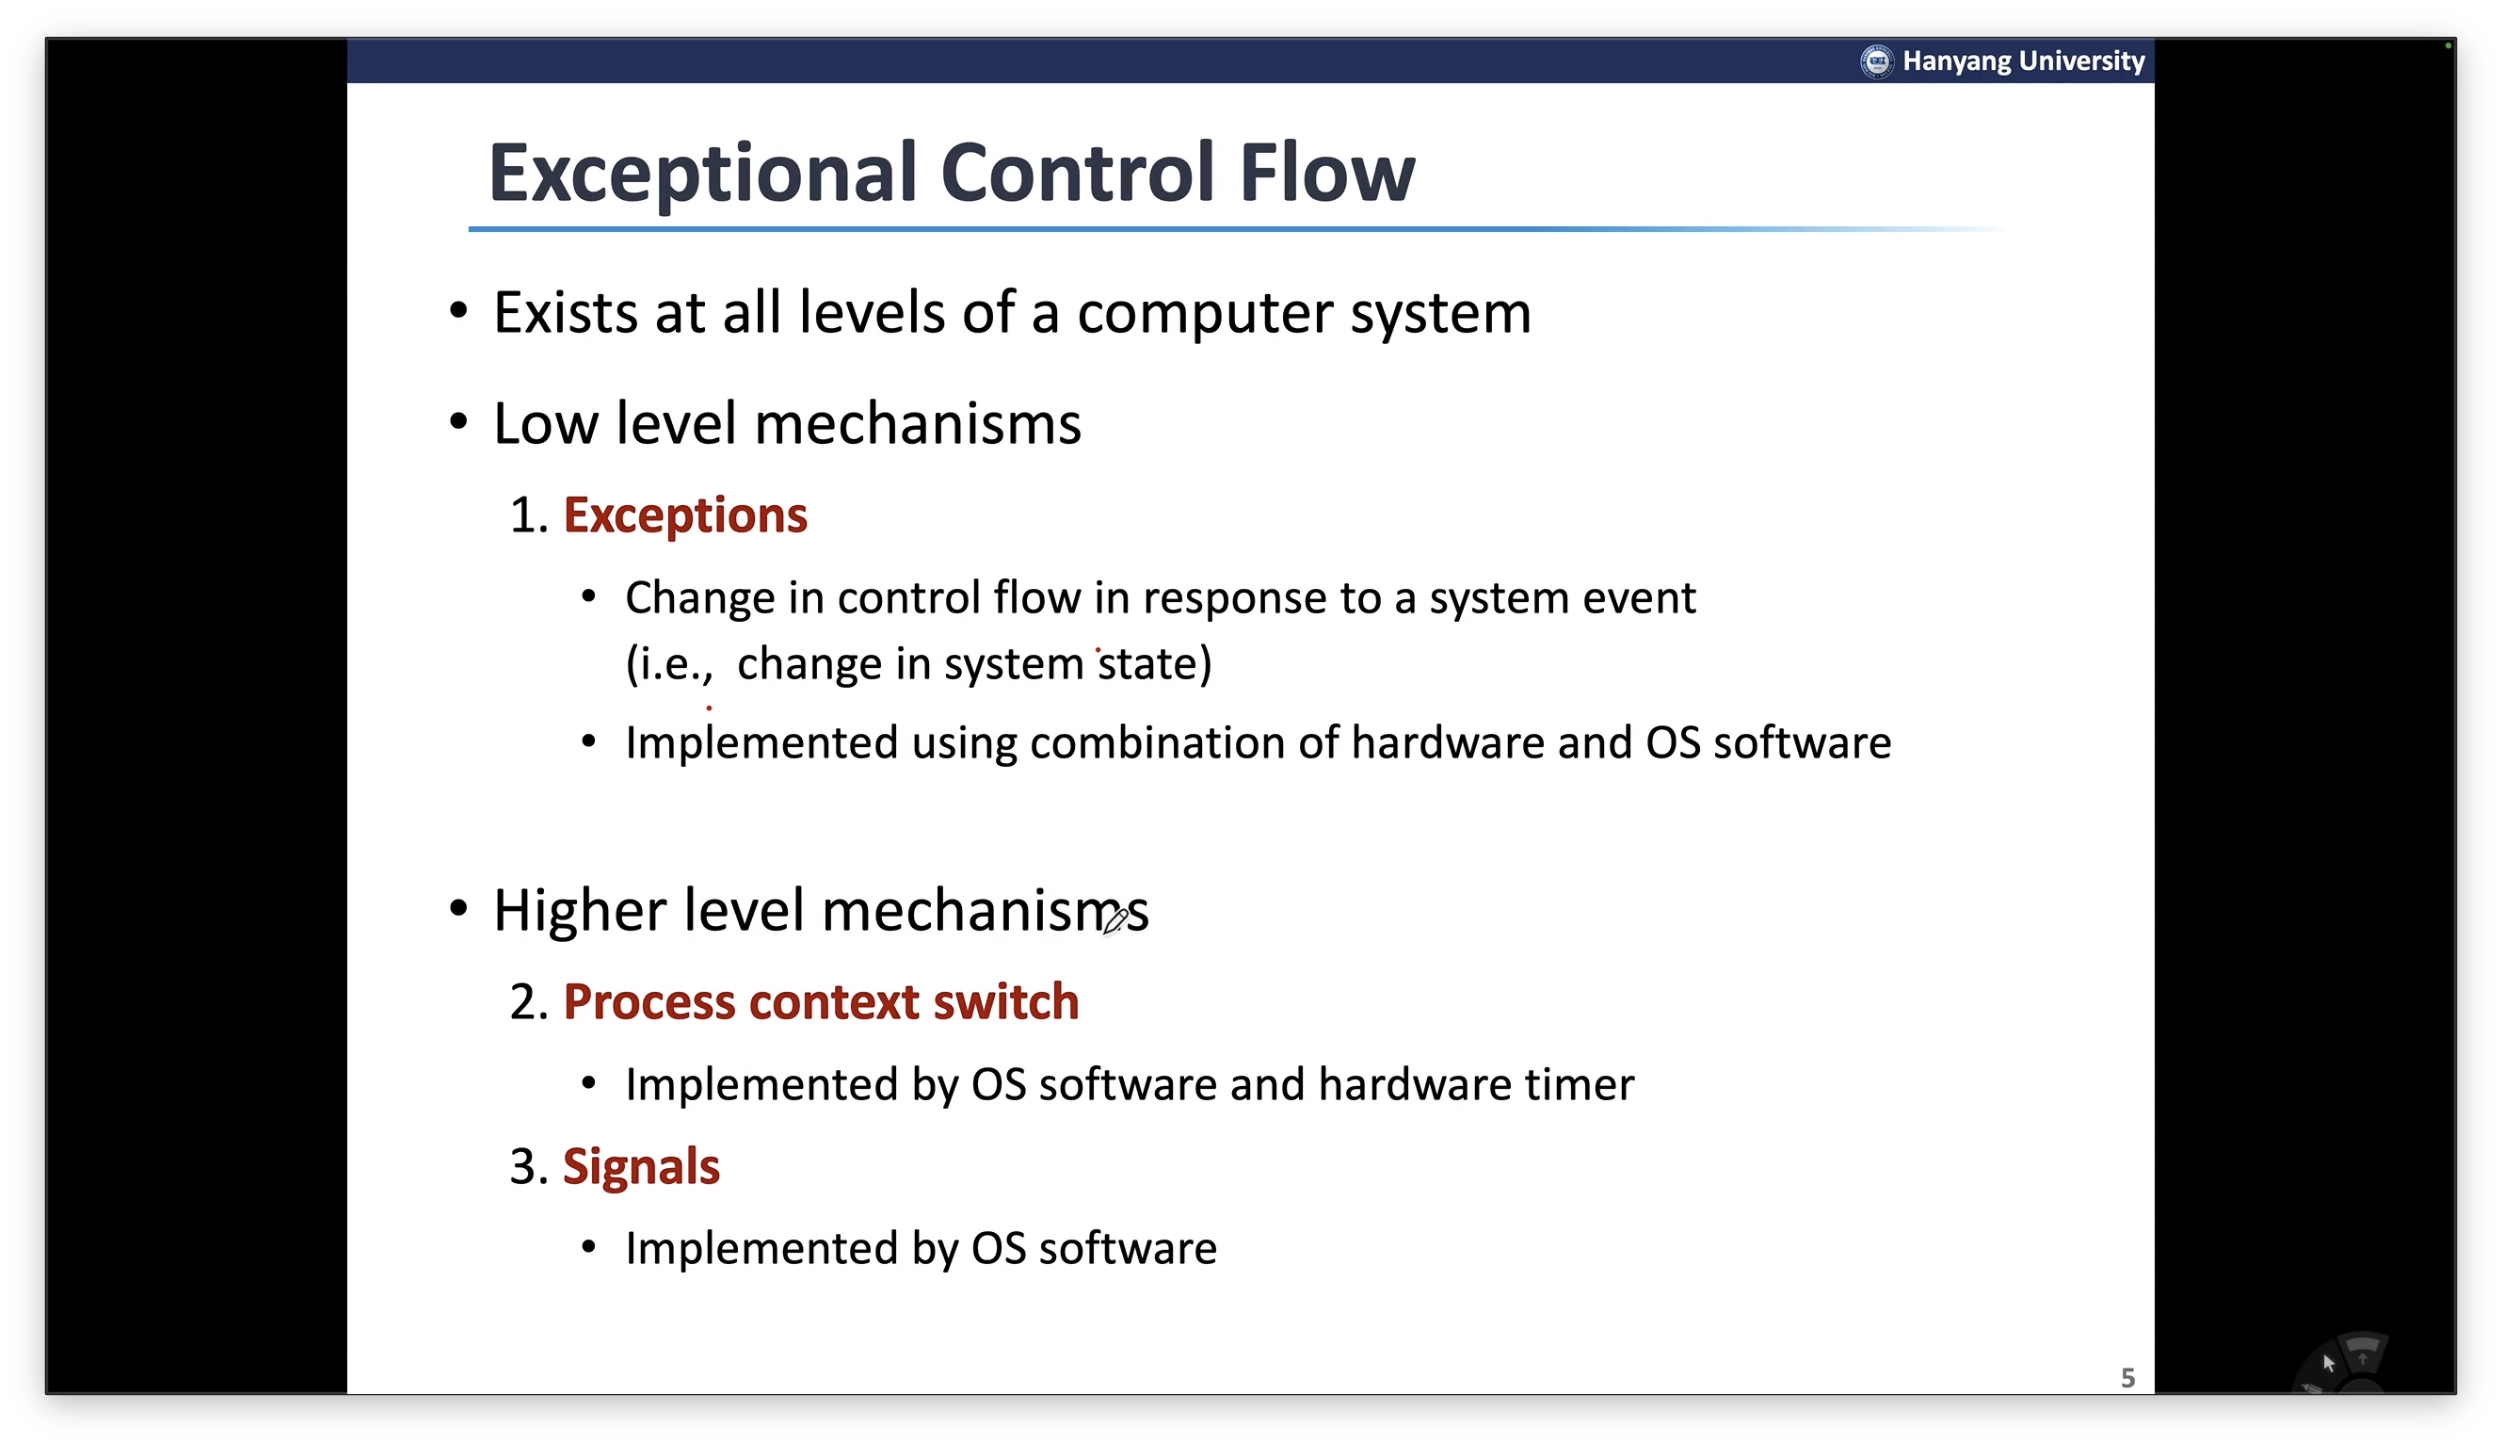 Hanyang University
Exceptional Control Flow
• Exists at all levels of a computer system
• Low level mechanisms
1. Exceptions
• Change in control flow in response to a system event
(i.e.,  change in system state)
• Implemented using combination of hardware and OS software
• Higher level mechanisms
2. Process context switch
• Implemented by OS software and hardware timer
3. Signals
• Implemented by OS software
5